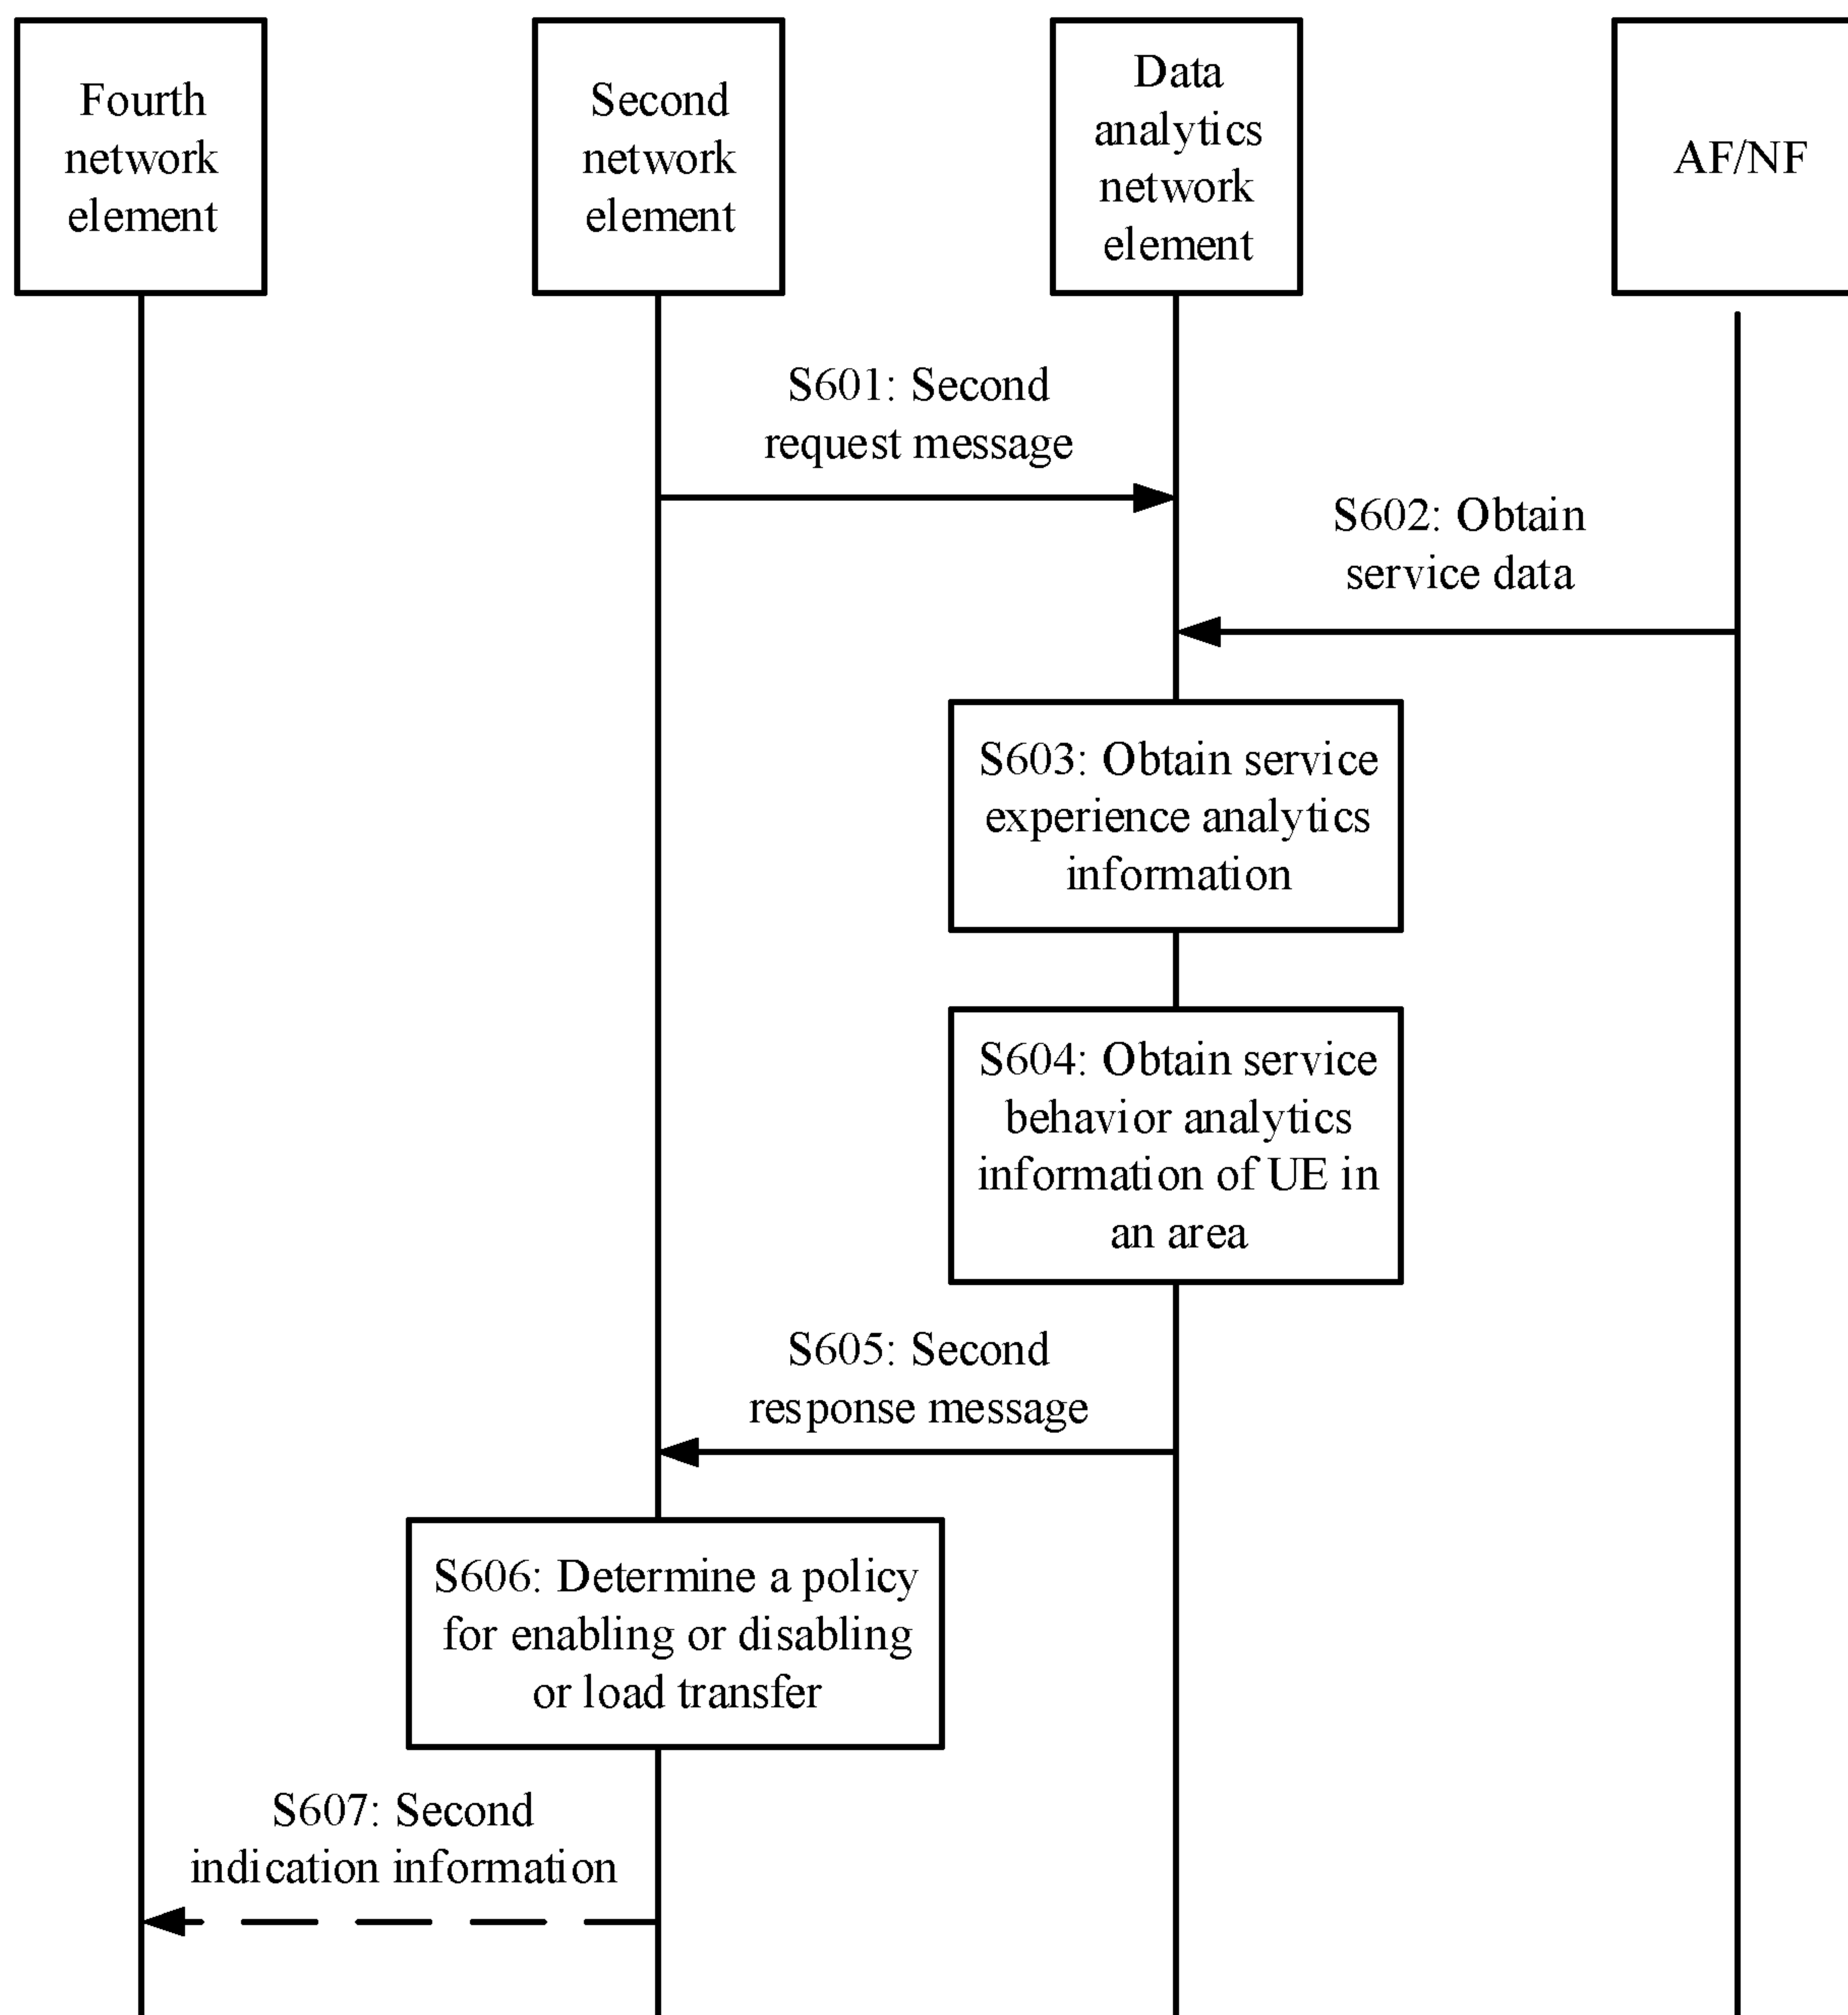 Fourth
network
element
Second
network
element
Data
analytics
network
element
AF/NF
S601: Second
request message
S602: Obtain
service data
S603: Obtain service
experience analytics
information
S604: Obtain service
behavior analytics
information of UE in
an area
S605: Second
response message
S606: Determine a policy
for enabling or disabling
or load transfer
S607: Second
indication information